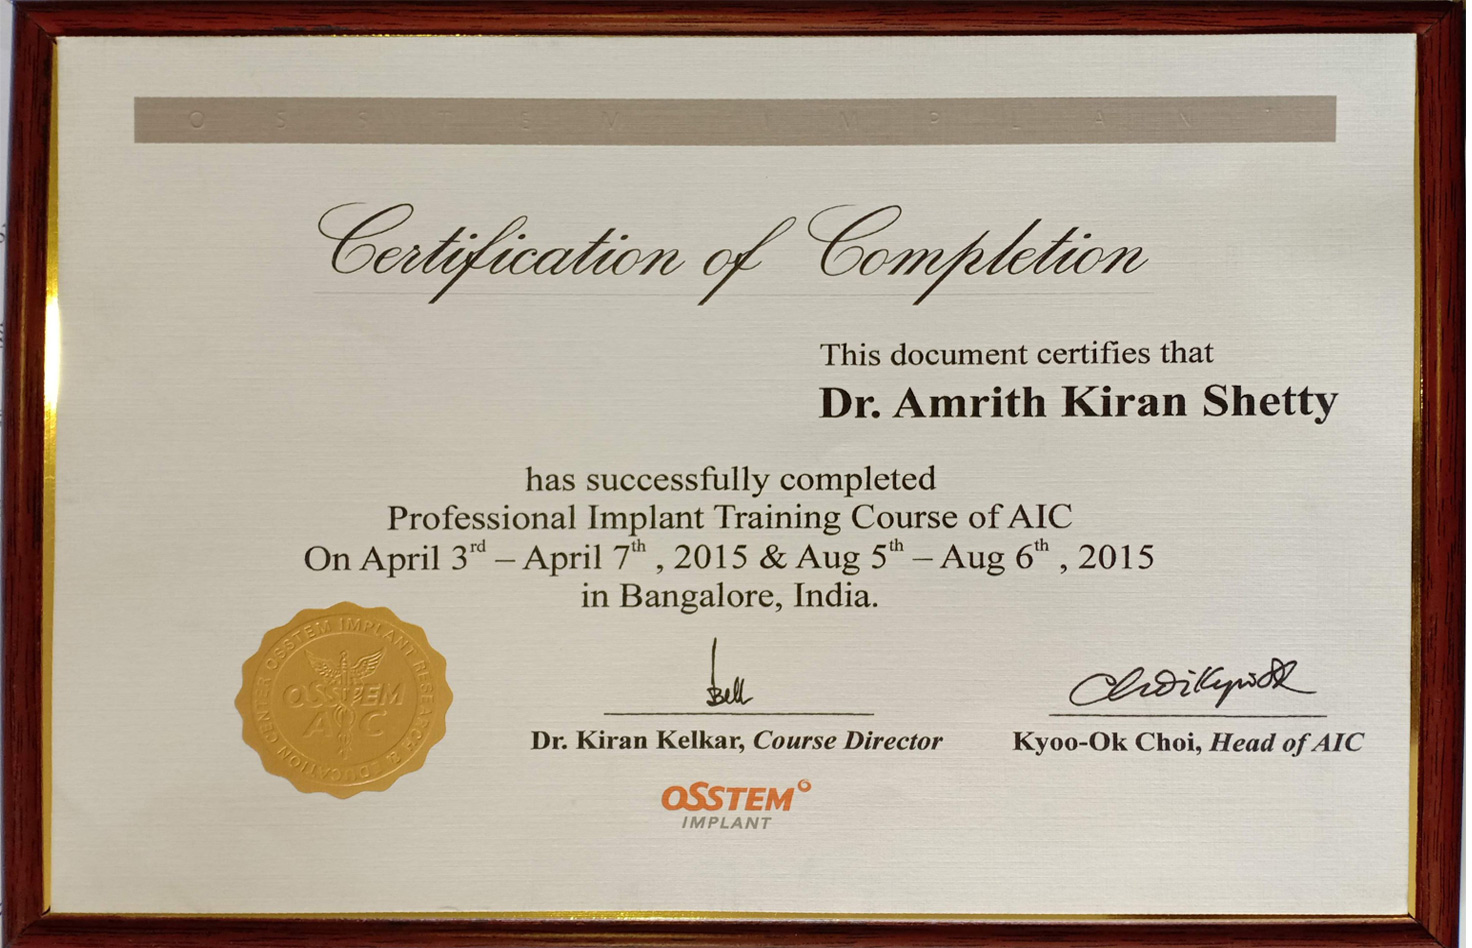 OSSTEM IMPLANT
Certification of Completion
This document certifies that
Dr. Amrith Kiran Shetty
has successfully completed
Professional Implant Training Course of AIC
On April 3rd – April 7th , 2015 & Aug 5th – Aug 6th , 2015
in Bangalore, India.
OSSTEM IMPLANT RESEARCH & EDUCATION CENTER
OSSTEM
AIC
Dr. Kiran Kelkar, Course Director
Kyoo-Ok Choi, Head of AIC
OSSTEM
IMPLANT